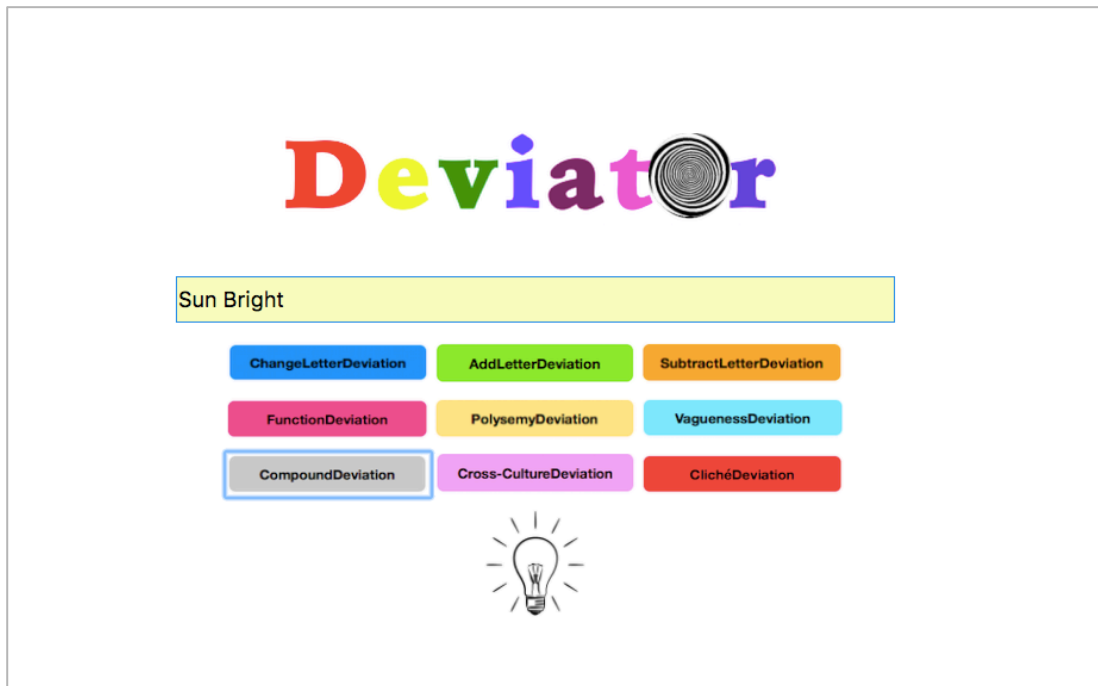 Deviator
Sun Bright
ChangeLetterDeviation AddLetterDeviation SubtractLetterDeviation
FunctionDeviation PolysemyDeviation VaguenessDeviation
CompoundDeviation Cross-CultureDeviation ClichéDeviation